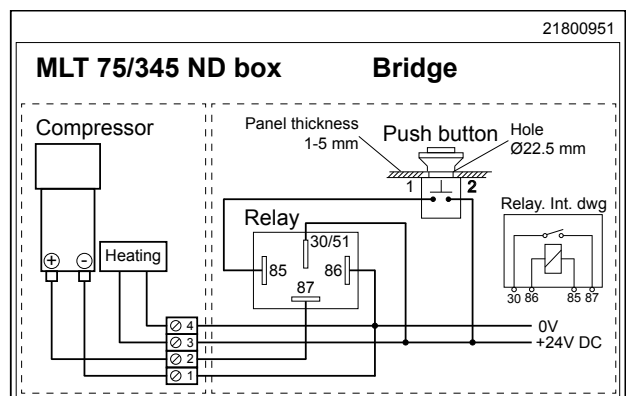 21800951
MLT 75/345 ND box
Bridge
Compressor
Panel thickness
1-5 mm
Push button
Hole
Ø22.5 mm
1
2
Relay
Relay. Int. dwg
30/51
85
86
87
Heating
+
-
30 86 85 87
4
3
2
1
0V
+24V DC